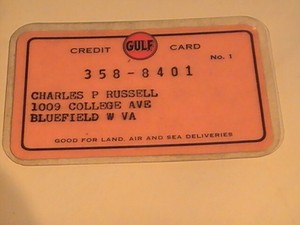 CREDIT GULF CARD
No. 1
358-8401
CHARLES P RUSSELL
1009 COLLEGE AVE
BLUEFIELD W VA
GOOD FOR LAND, AIR AND SEA DELIVERIES